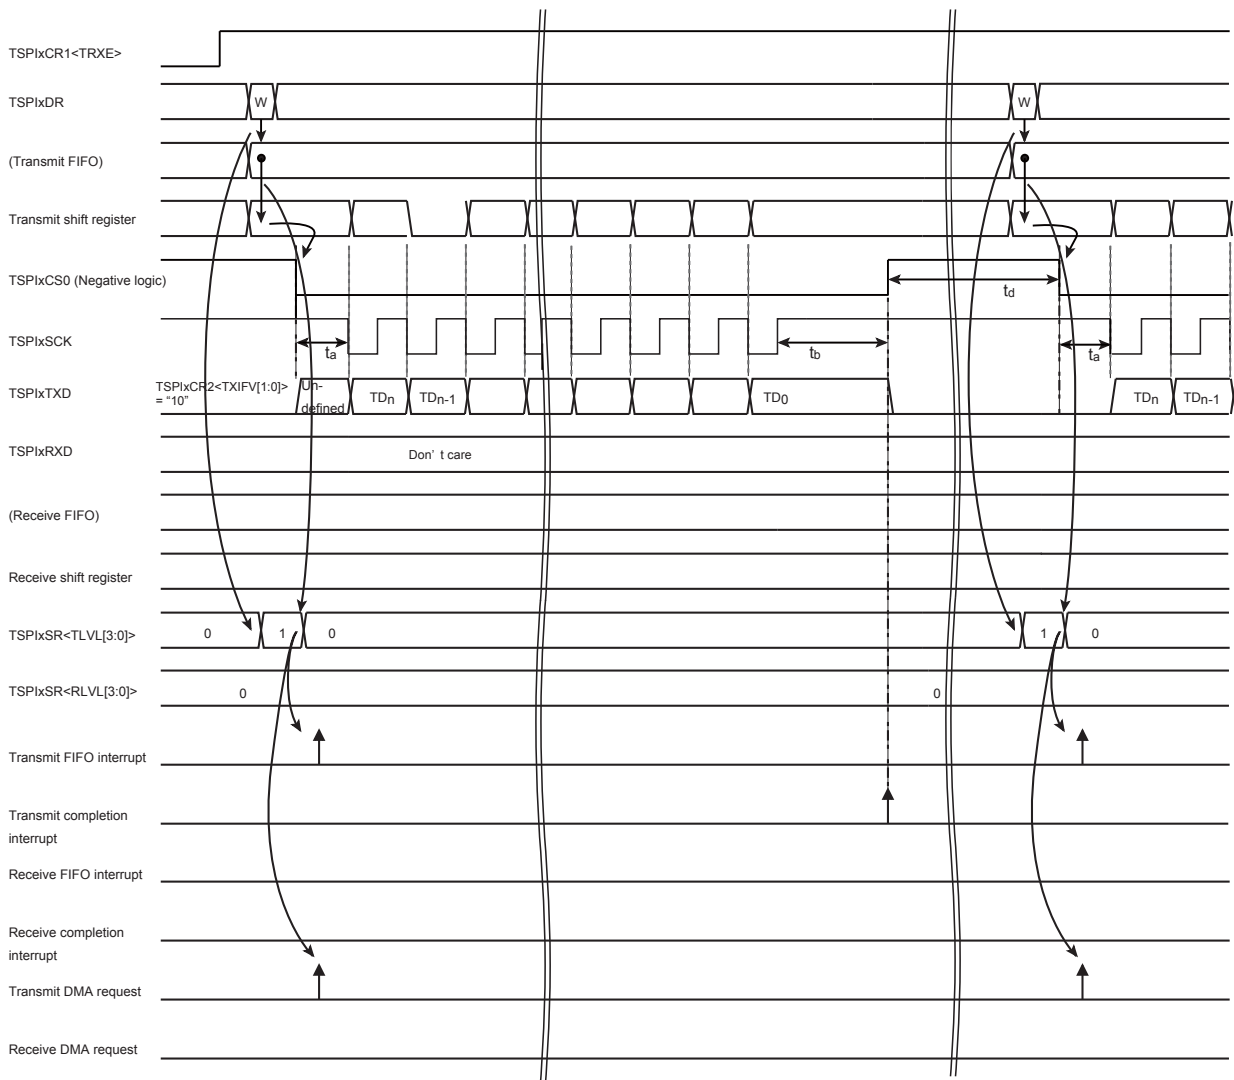 TSPIxCR1<TRXE>
TSPIxDR
W
W
(Transmit FIFO)
Transmit shift register
TSPIxCS0 (Negative logic)
td
TSPIxSCK
ta
tb
ta
TSPIxTXD
TSPIxCR2<TXIFV[1:0]>
= “10”
Un-
defined
TDn
TDn-1
TD0
TDn
TDn-1
TSPIxRXD
Don’ t care
(Receive FIFO)
Receive shift register
TSPIxSR<TLVL[3:0]>
0
1
0
1
0
TSPIxSR<RLVL[3:0]>
0
0
Transmit FIFO interrupt
Transmit completion
interrupt
Receive FIFO interrupt
Receive completion
interrupt
Transmit DMA request
Receive DMA request